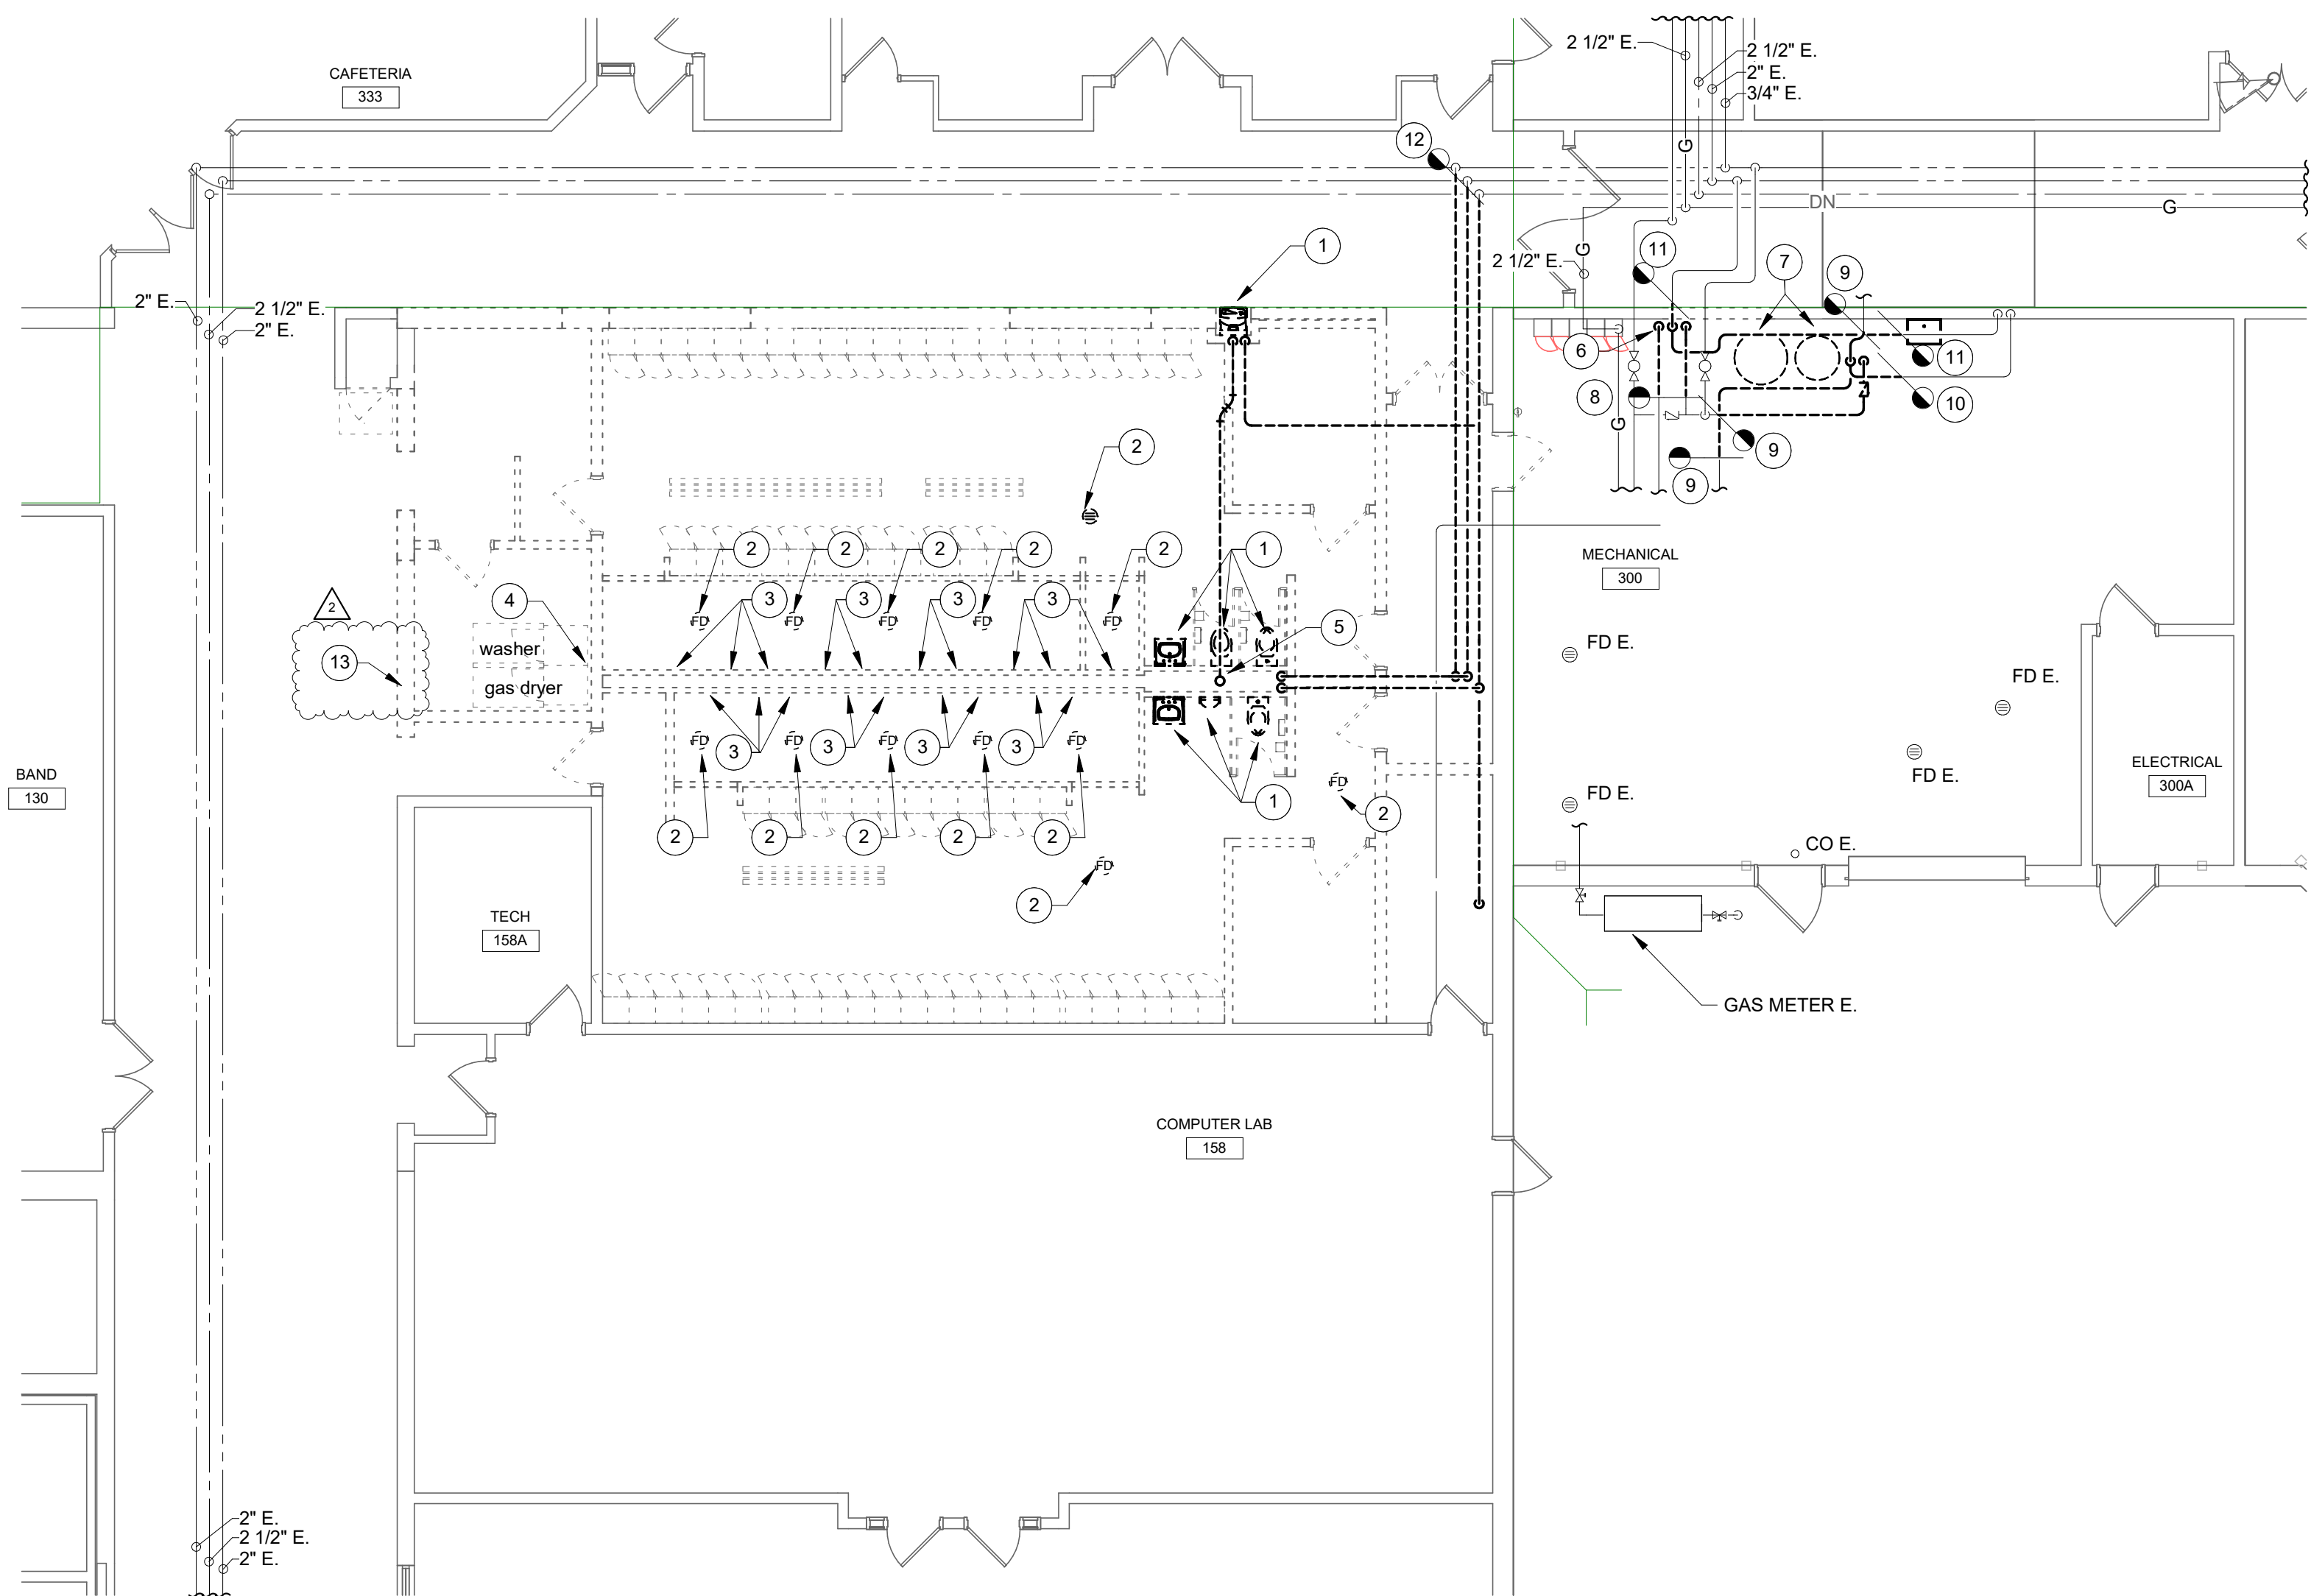 2 1/2" E.
2 1/2" E.
2" E.
3/4" E.
CAFETERIA
333
12
G
DN
G
1
2 1/2" E.
G
11
7
9
2" E.
2 1/2" E.
2" E.
6
11
8
10
G
2
9
9
2
2
2
2
2
1
MECHANICAL
300
2
4
3
3
3
3
FD
FD
FD
FD
FD
5
washer
13
gas dryer
FD E.
FD E.
3
3
3
3
FD
FD
FD
FD
FD
FD E.
BAND
130
ELECTRICAL
300A
FD
FD E.
1
2
2
2
2
2
2
CO E.
FD
2
TECH
158A
GAS METER E.
COMPUTER LAB
158
2" E.
2 1/2" E.
2" E.